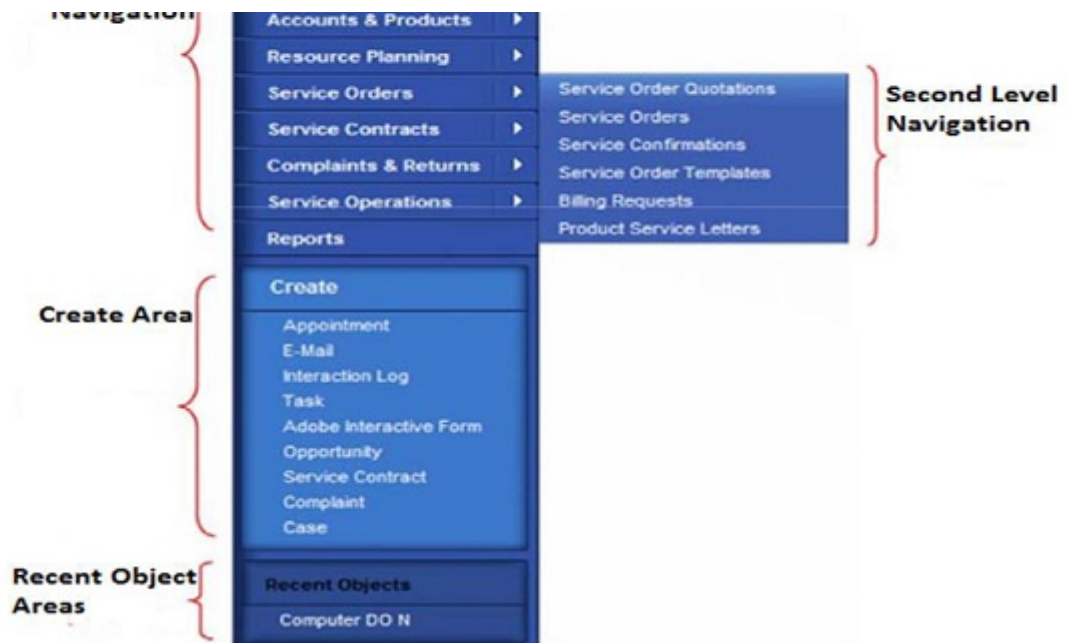 Navigation
Accounts & Products
Resource Planning
Service Orders
Service Contracts
Complaints & Returns
Service Operations
Reports
Service Order Quotations
Service Orders
Service Confirmations
Service Order Templates
Billing Requests
Product Service Letters
Second Level
Navigation
Create Area
Create
Appointment
E-Mail
Interaction Log
Task
Adobe Interactive Form
Opportunity
Service Contract
Complaint
Case
Recent Object
Areas
Recent Objects
Computer DO N